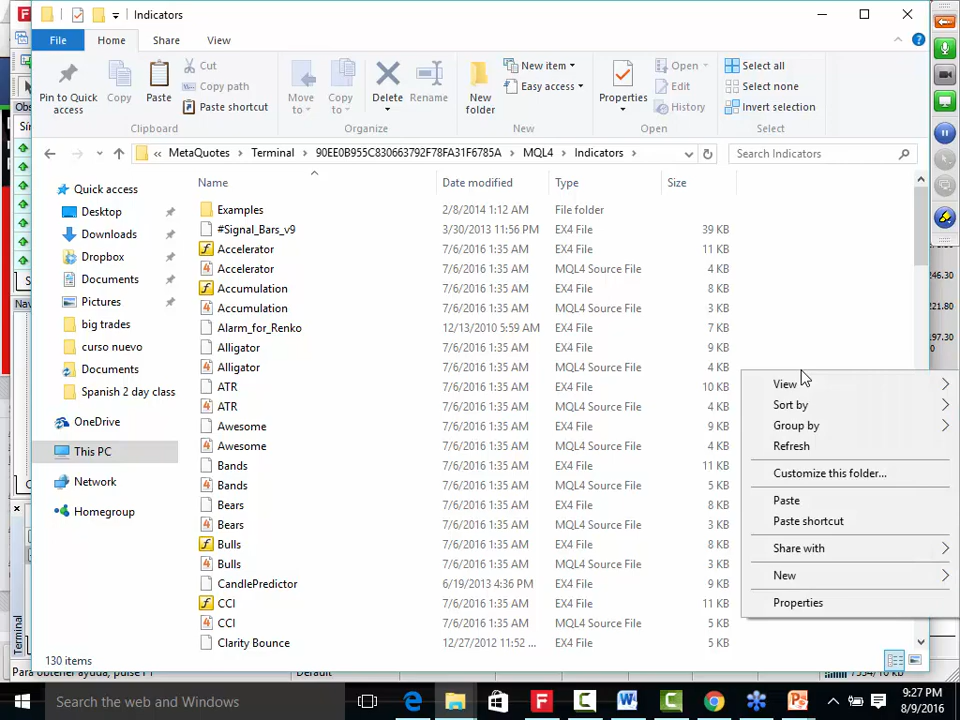 Indicators
File
Home
Share
View
Pin to Quick access
Copy
Paste
Cut
Copy path
Paste shortcut
Clipboard
Move to
Copy to
Delete
Rename
Organize
New folder
New item
Easy access
New
Properties
Open
Edit
History
Open
Select all
Select none
Invert selection
Select
« MetaQuotes > Terminal > 90EE0B955C830663792F78FA31F6785A > MQL4 > Indicators >
Search Indicators
Quick access
Desktop
Downloads
Dropbox
Documents
Pictures
big trades
curso nuevo
Documents
Spanish 2 day class
OneDrive
This PC
Network
Homegroup
Name Date modified Type Size
Examples 2/8/2014 1:12 AM File folder
#Signal_Bars_v9 3/30/2013 11:56 PM EX4 File 39 KB
Accelerator 7/6/2016 1:35 AM EX4 File 11 KB
Accelerator 7/6/2016 1:35 AM MQL4 Source File 4 KB
Accumulation 7/6/2016 1:35 AM EX4 File 8 KB
Accumulation 7/6/2016 1:35 AM MQL4 Source File 3 KB
Alarm_for_Renko 12/13/2010 5:59 AM EX4 File 7 KB
Alligator 7/6/2016 1:35 AM EX4 File 9 KB
Alligator 7/6/2016 1:35 AM MQL4 Source File 4 KB
ATR 7/6/2016 1:35 AM EX4 File 10 KB
ATR 7/6/2016 1:35 AM MQL4 Source File 4 KB
Awesome 7/6/2016 1:35 AM EX4 File 9 KB
Awesome 7/6/2016 1:35 AM MQL4 Source File 4 KB
Bands 7/6/2016 1:35 AM EX4 File 11 KB
Bands 7/6/2016 1:35 AM MQL4 Source File 5 KB
Bears 7/6/2016 1:35 AM EX4 File 8 KB
Bears 7/6/2016 1:35 AM MQL4 Source File 3 KB
Bulls 7/6/2016 1:35 AM EX4 File 8 KB
Bulls 7/6/2016 1:35 AM MQL4 Source File 3 KB
CandlePredictor 6/19/2013 4:36 PM EX4 File 9 KB
CCI 7/6/2016 1:35 AM EX4 File 11 KB
CCI 7/6/2016 1:35 AM MQL4 Source File 5 KB
Clarity Bounce 12/27/2012 11:52 ... EX4 File 9 KB
View
Sort by
Group by
Refresh
Customize this folder...
Paste
Paste shortcut
Share with
New
Properties
246.30
221.80
197.30
Terminal
130 items
Para obtener ayuda, pulse F1
Default
Search the web and Windows
9:27 PM
8/9/2016